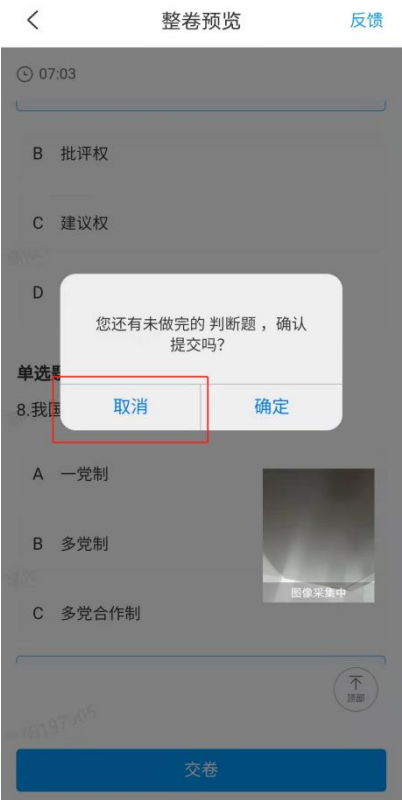 整卷预览
反馈
07:03
B 批评权
C 建议权
D
您还有未做完的 判断题 ，确认
提交吗?
单选
8.我国
取消
确定
A 一党制
B 多党制
图像采集中
C 多党合作制
顶部
交卷